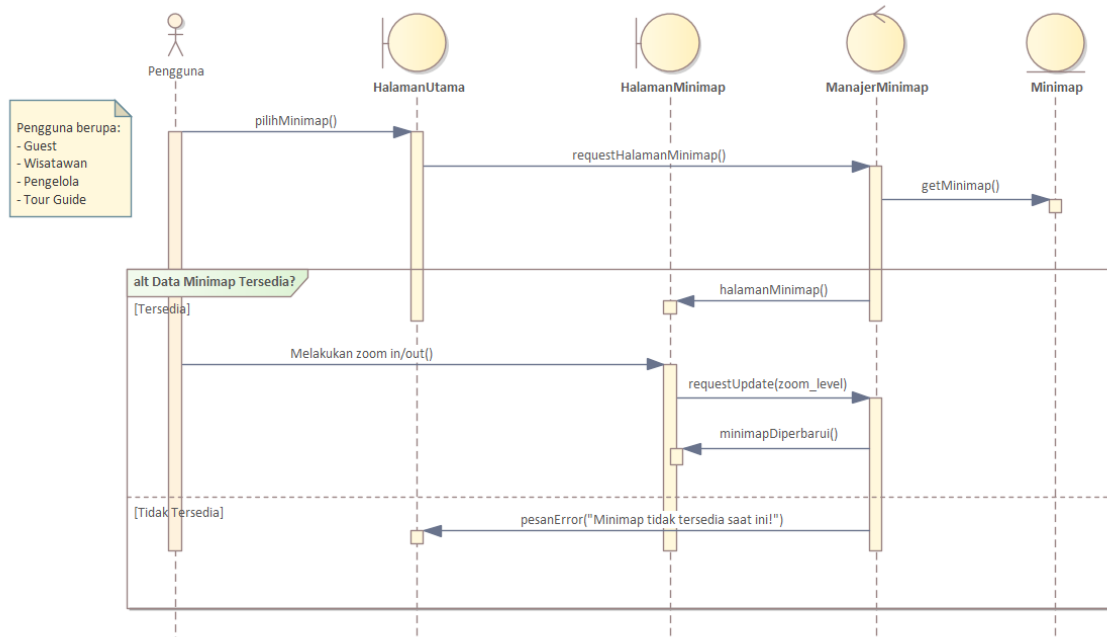 Pengguna
HalamanUtama
HalamanMinimap
ManajerMinimap
Minimap
Pengguna berupa:
- Guest
- Wisatawan
- Pengelola
- Tour Guide
pilihMinimap()
requestHalamanMinimap()
getMinimap()
alt Data Minimap Tersedia?
[Tersedia]
halamanMinimap()
Melakukan zoom in/out()
requestUpdate(zoom_level)
minimapDiperbarui()
[Tidak Tersedia]
pesanError("Minimap tidak tersedia saat ini!")